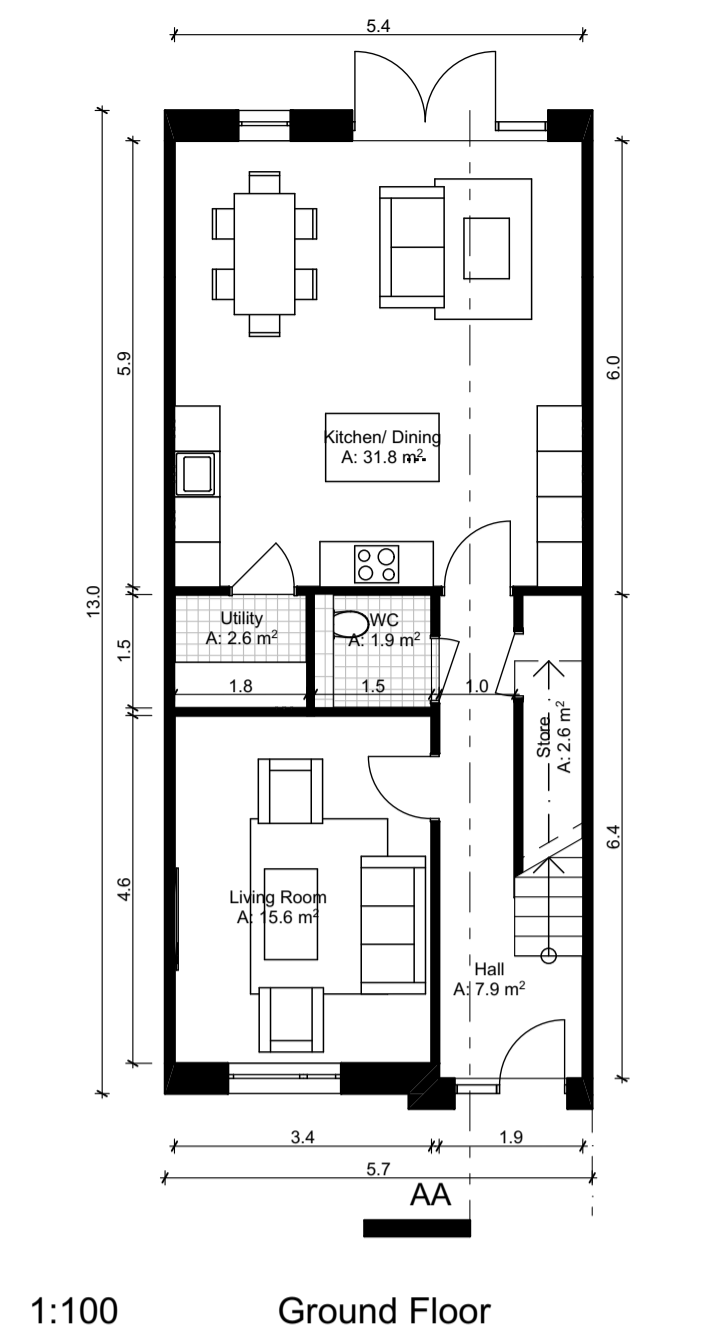 5.4
5.9
6.0
13.0
Kitchen/ Dining
A: 31.8 m²
Utility
A: 2.6 m²
WC
A: 1.9 m²
1.5
1.8
1.5
1.0
Store
A: 2.6 m²
6.4
4.6
Living Room
A: 15.6 m²
Hall
A: 7.9 m²
3.4
1.9
5.7
AA
1:100
Ground Floor